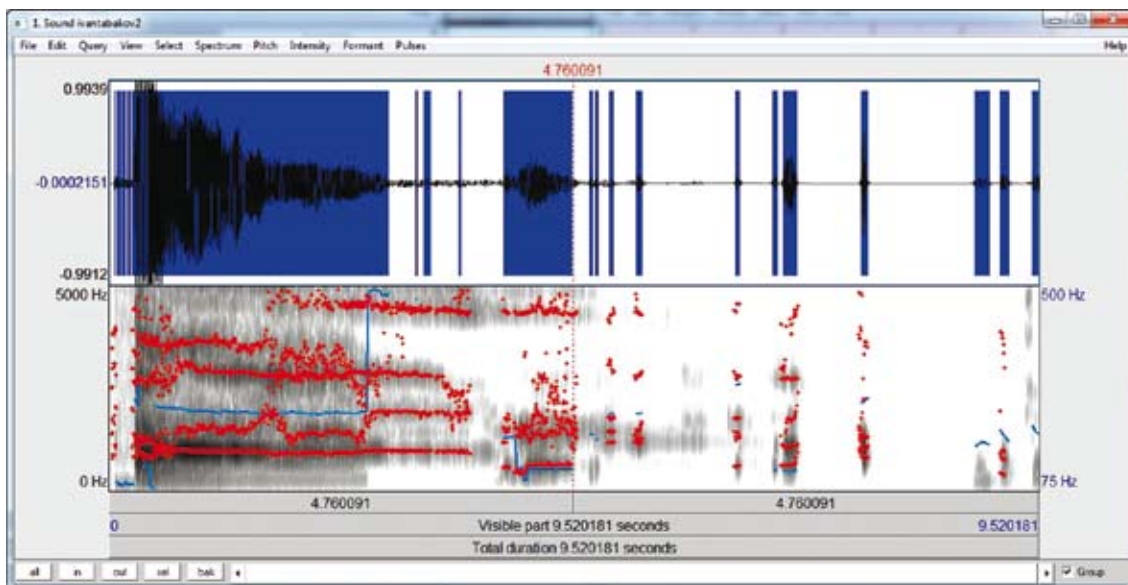 1. Sound ivantabakov2
File Edit Query View Select Spectrum Pitch Intensity Formant Pulses Help
4.760091
0.9939
-0.0002151
-0.9912
5000 Hz 500 Hz
0 Hz 75 Hz
4.760091 4.760091
0 Visible part 9.520181 seconds 9.520181
Total duration 9.520181 seconds
all in out sel bak Group